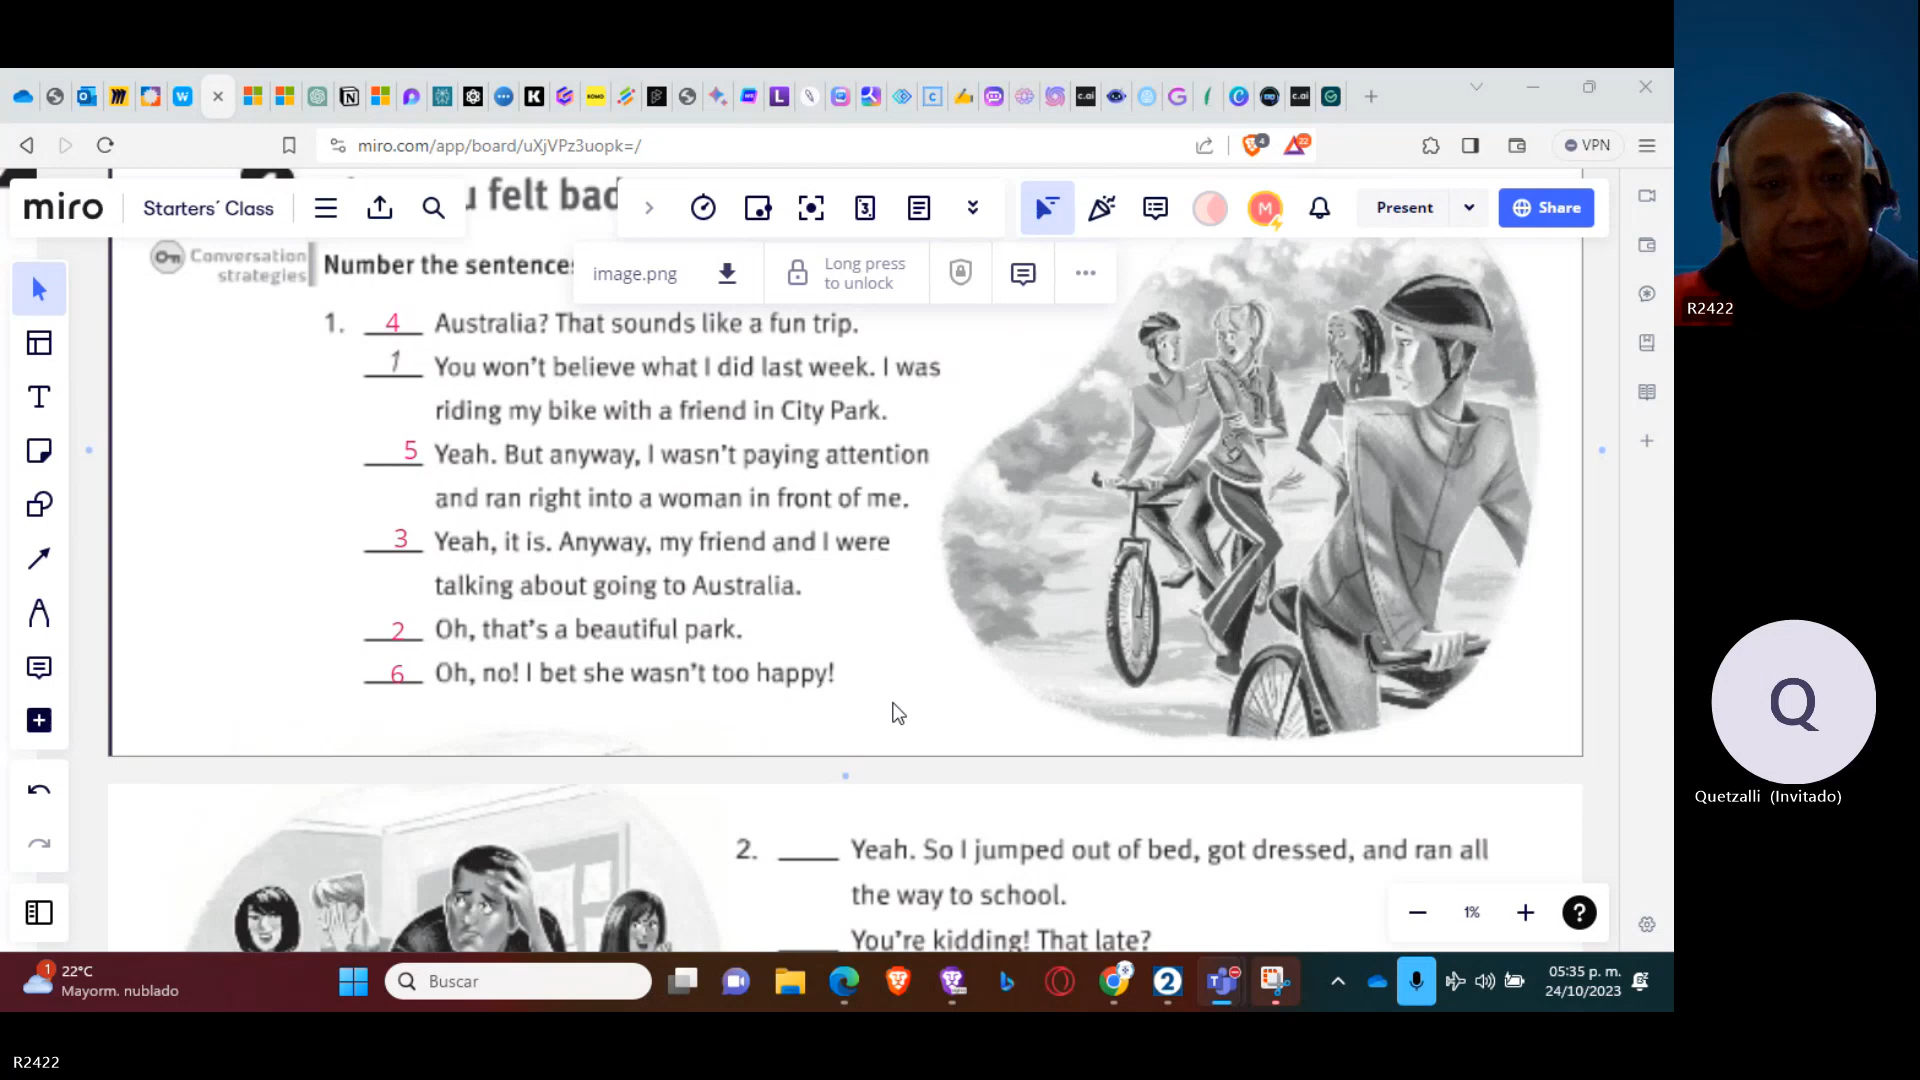 miro.com/app/board/uXjVPz3uopk=/
VPN
u felt bad
miro
Starters´ Class
Present
Share
Conversation
strategies
Number the sentences
image.png
Long press
to unlock
1. 4 Australia? That sounds like a fun trip.
1 You won't believe what I did last week. I was
riding my bike with a friend in City Park.
5 Yeah. But anyway, I wasn't paying attention
and ran right into a woman in front of me.
3 Yeah, it is. Anyway, my friend and I were
talking about going to Australia.
2 Oh, that's a beautiful park.
6 Oh, no! I bet she wasn't too happy!
2. ____ Yeah. So I jumped out of bed, got dressed, and ran all
the way to school.
____ You're kidding! That late?
1%
R2422
Q
Quetzalli (Invitado)
22°C
Mayorm. nublado
Buscar
05:35 p. m.
24/10/2023
R2422